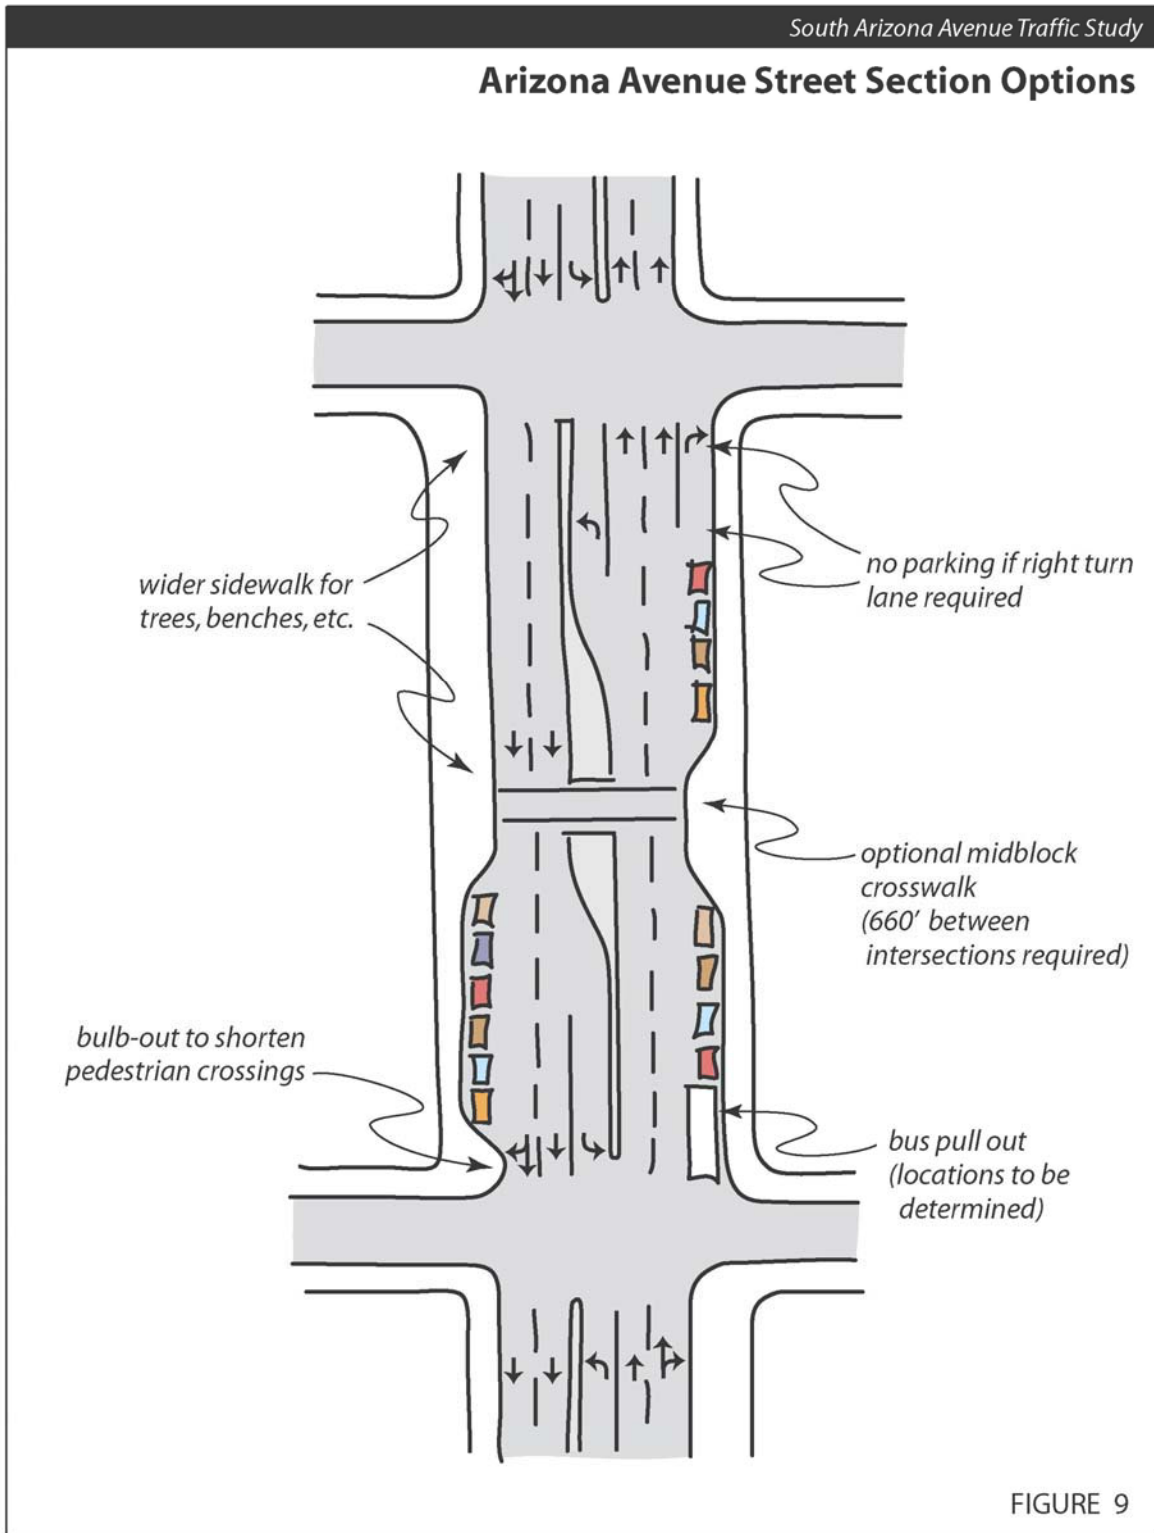 South Arizona Avenue Traffic Study
Arizona Avenue Street Section Options
wider sidewalk for
trees, benches, etc.
no parking if right turn
lane required
optional midblock
crosswalk
(660' between
intersections required)
bulb-out to shorten
pedestrian crossings
bus pull out
(locations to be
determined)
FIGURE 9